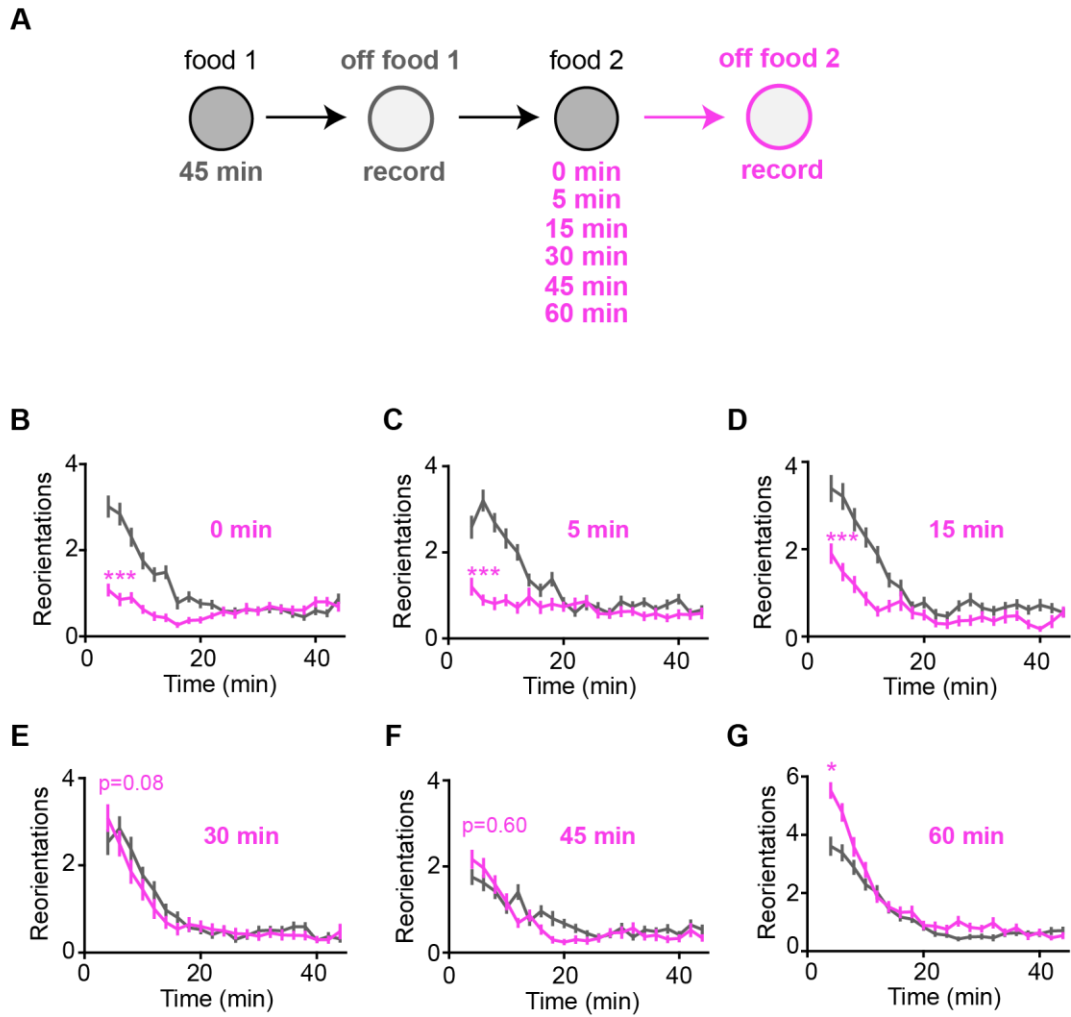 A
food 1
off food 1
food 2
off food 2
45 min
record
0 min
record
5 min
15 min
30 min
45 min
60 min
B
4
2
0
Reorientations
0 min
***
0
20
40
Time (min)
C
4
2
0
Reorientations
5 min
***
0
20
40
Time (min)
D
4
2
0
Reorientations
15 min
***
0
20
40
Time (min)
E
4
2
0
Reorientations
p=0.08
30 min
0
20
40
Time (min)
F
4
2
0
Reorientations
p=0.60
45 min
0
20
40
Time (min)
G
6
4
2
0
Reorientations
*
60 min
0
20
40
Time (min)